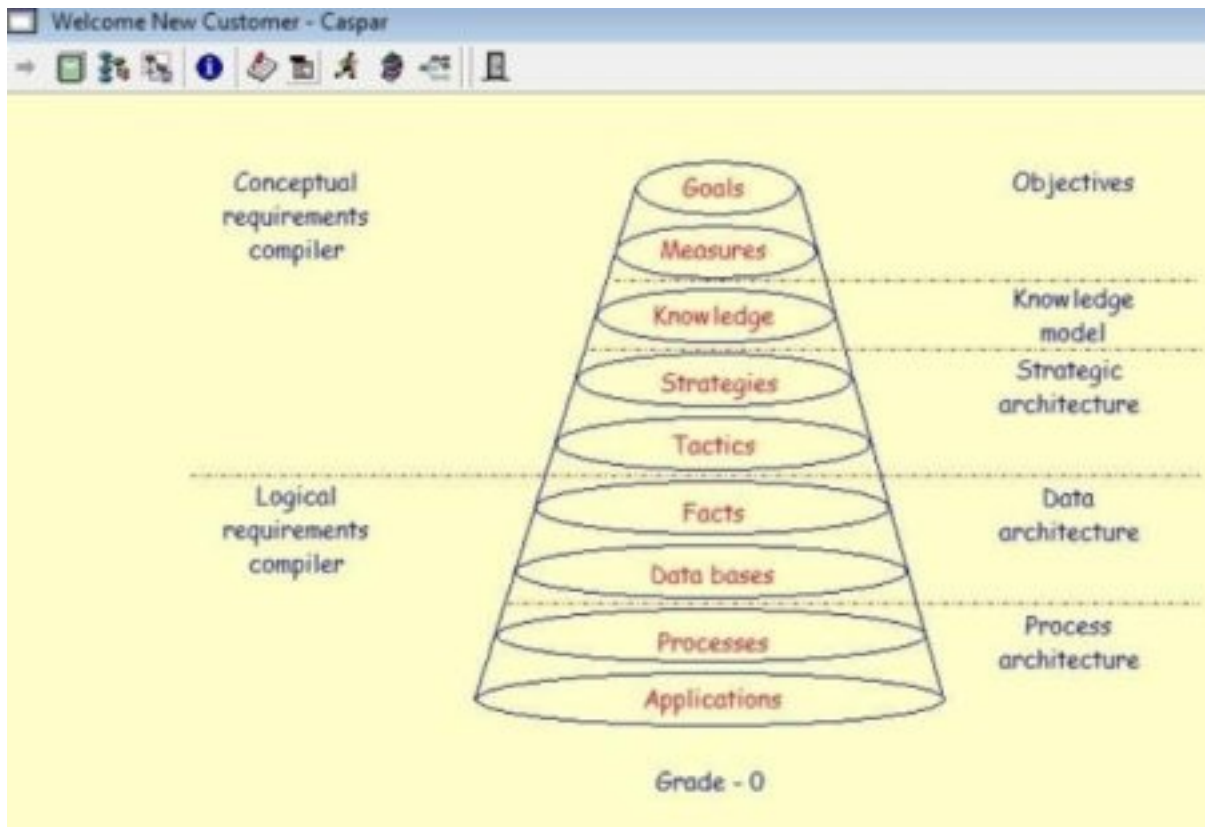 Welcome New Customer - Caspar
Conceptual
requirements
compiler
Goals
Objectives
Measures
Knowledge
Knowledge
model
Strategies
Strategic
architecture
Tactics
Logical
requirements
compiler
Facts
Data
architecture
Data bases
Processes
Process
architecture
Applications
Grade - 0